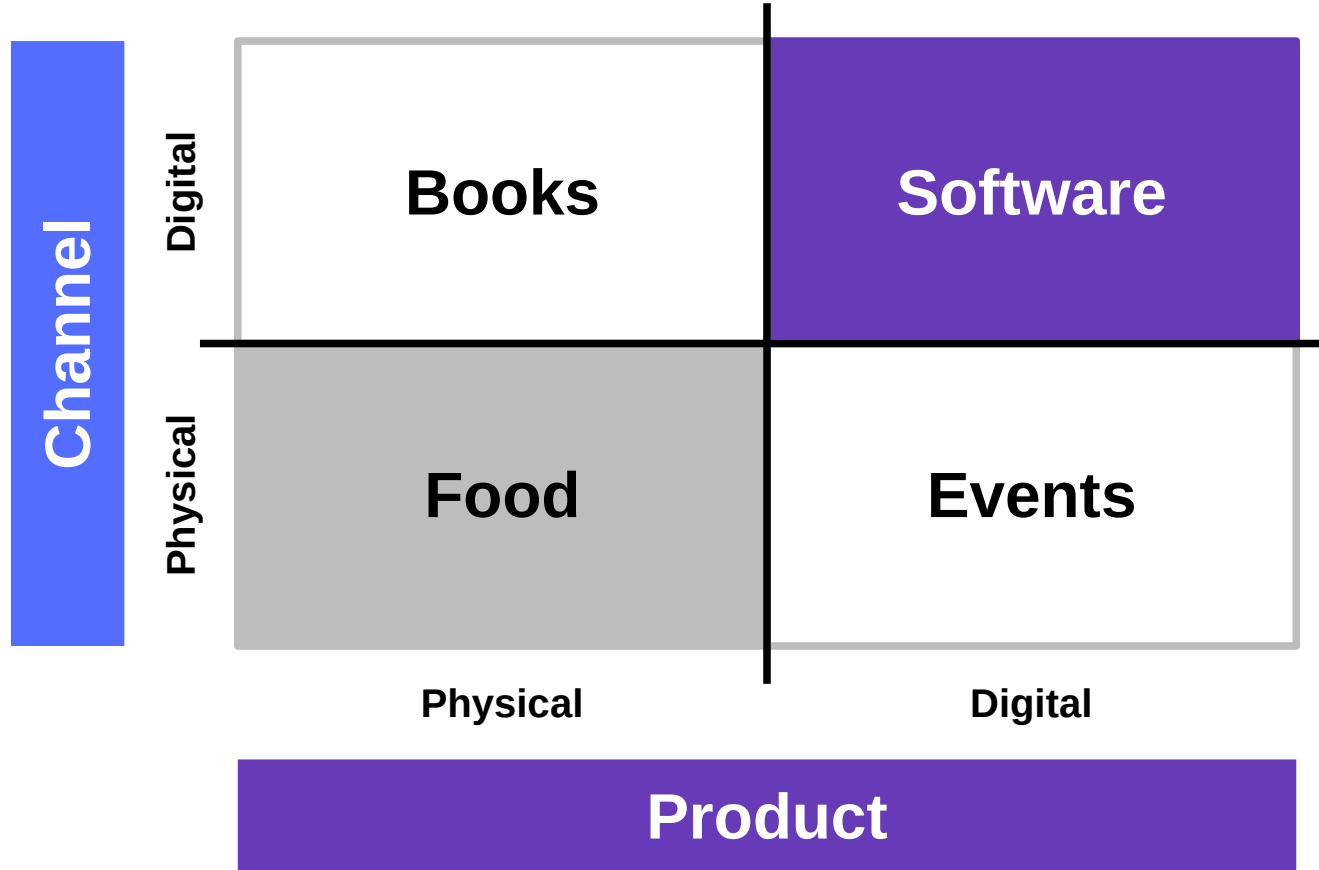 Channel
Digital
Books
Software
Physical
Food
Events
Physical
Digital
Product